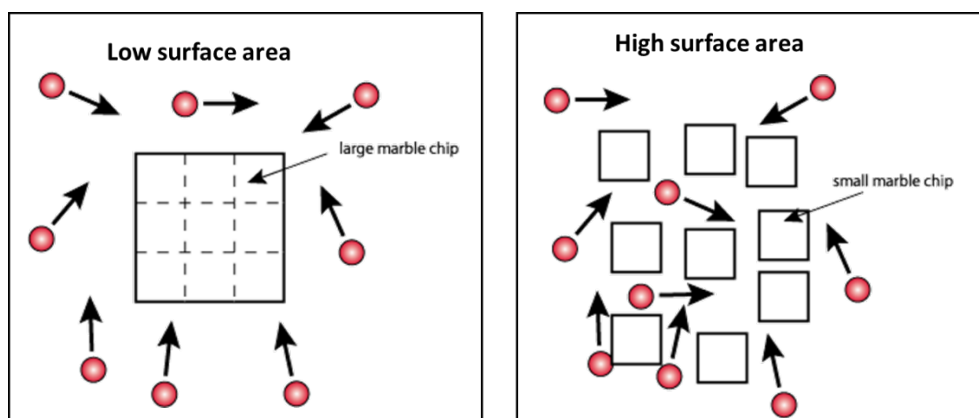 Low surface area
large marble chip
High surface area
small marble chip